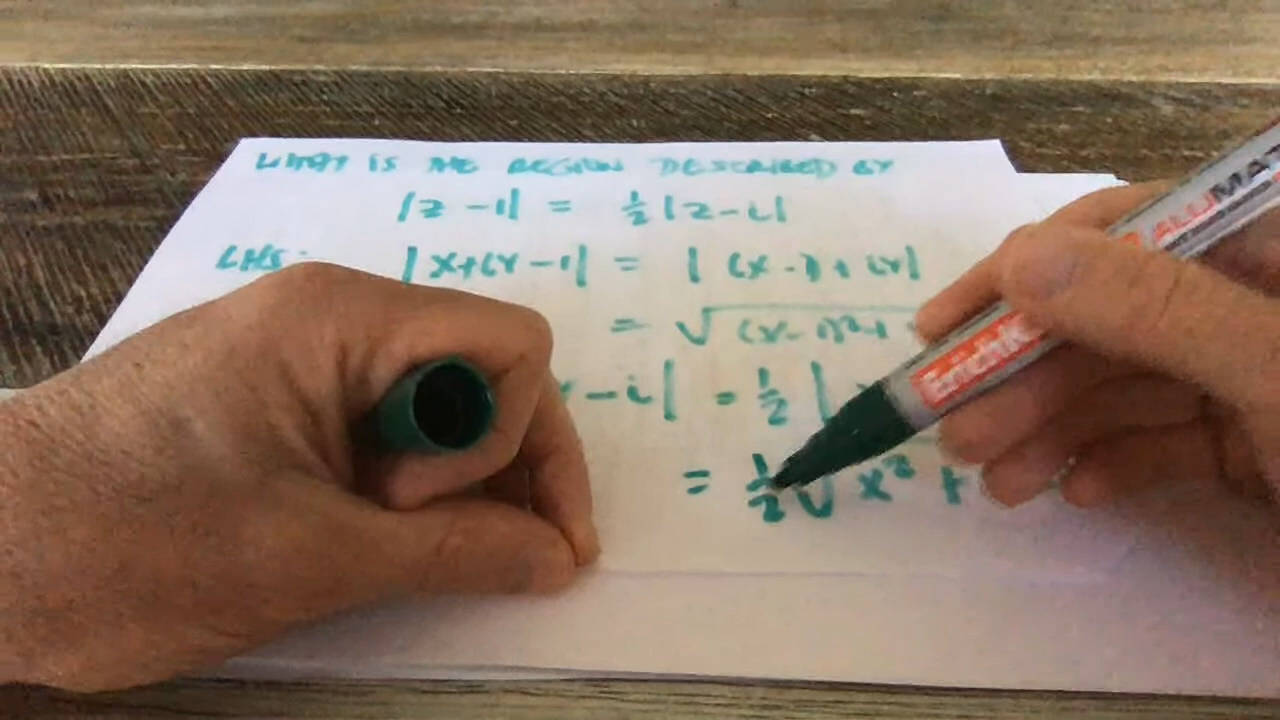 WHAT IS THE REGION DESCRIBED BY
|z - 1| = ½ |z - i|
LHS: |x+iy - 1| = | (x-1) + iy|
= √(x-1)²+
y - i| = ½ |
= ½ √x² +